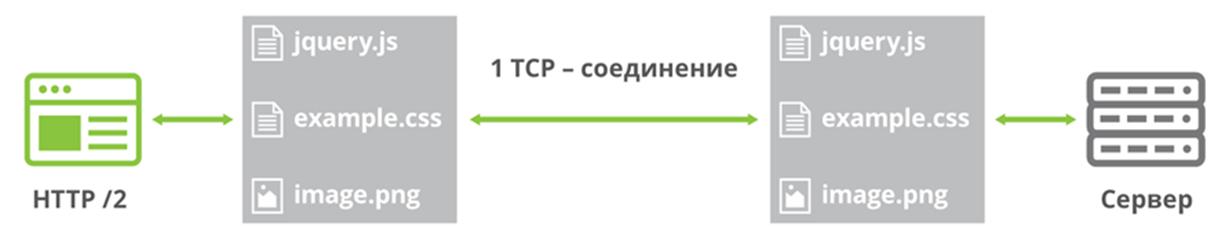 jquery.js
example.css
image.png
1 TCP – соединение
jquery.js
example.css
image.png
HTTP /2
Сервер